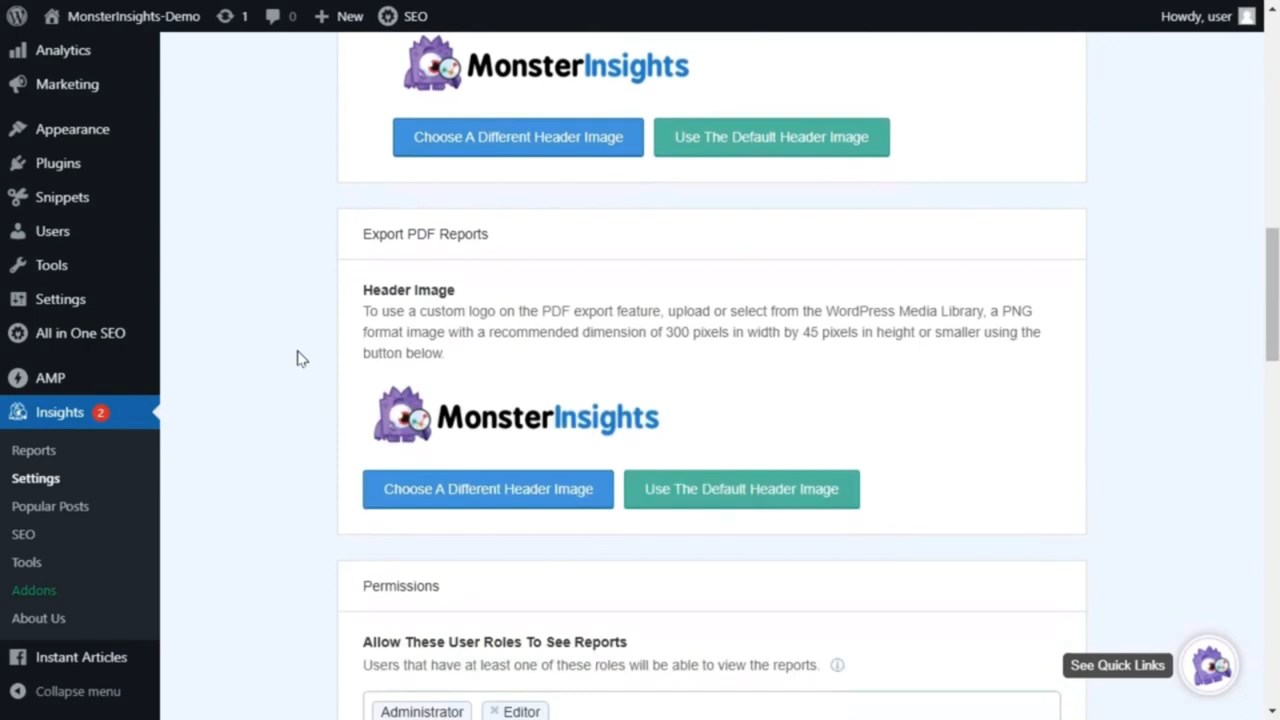 MonsterInsights-Demo 1 0 New SEO Howdy, user
Analytics
Marketing
Appearance
Plugins
Snippets
Users
Tools
Settings
All in One SEO
AMP
Insights 2
Reports
Settings
Popular Posts
SEO
Tools
Addons
About Us
Instant Articles
Collapse menu
MonsterInsights
Choose A Different Header Image Use The Default Header Image
Export PDF Reports
Header Image
To use a custom logo on the PDF export feature, upload or select from the WordPress Media Library, a PNG
format image with a recommended dimension of 300 pixels in width by 45 pixels in height or smaller using the
button below.
MonsterInsights
Choose A Different Header Image Use The Default Header Image
Permissions
Allow These User Roles To See Reports
Users that have at least one of these roles will be able to view the reports.
Administrator × Editor
See Quick Links